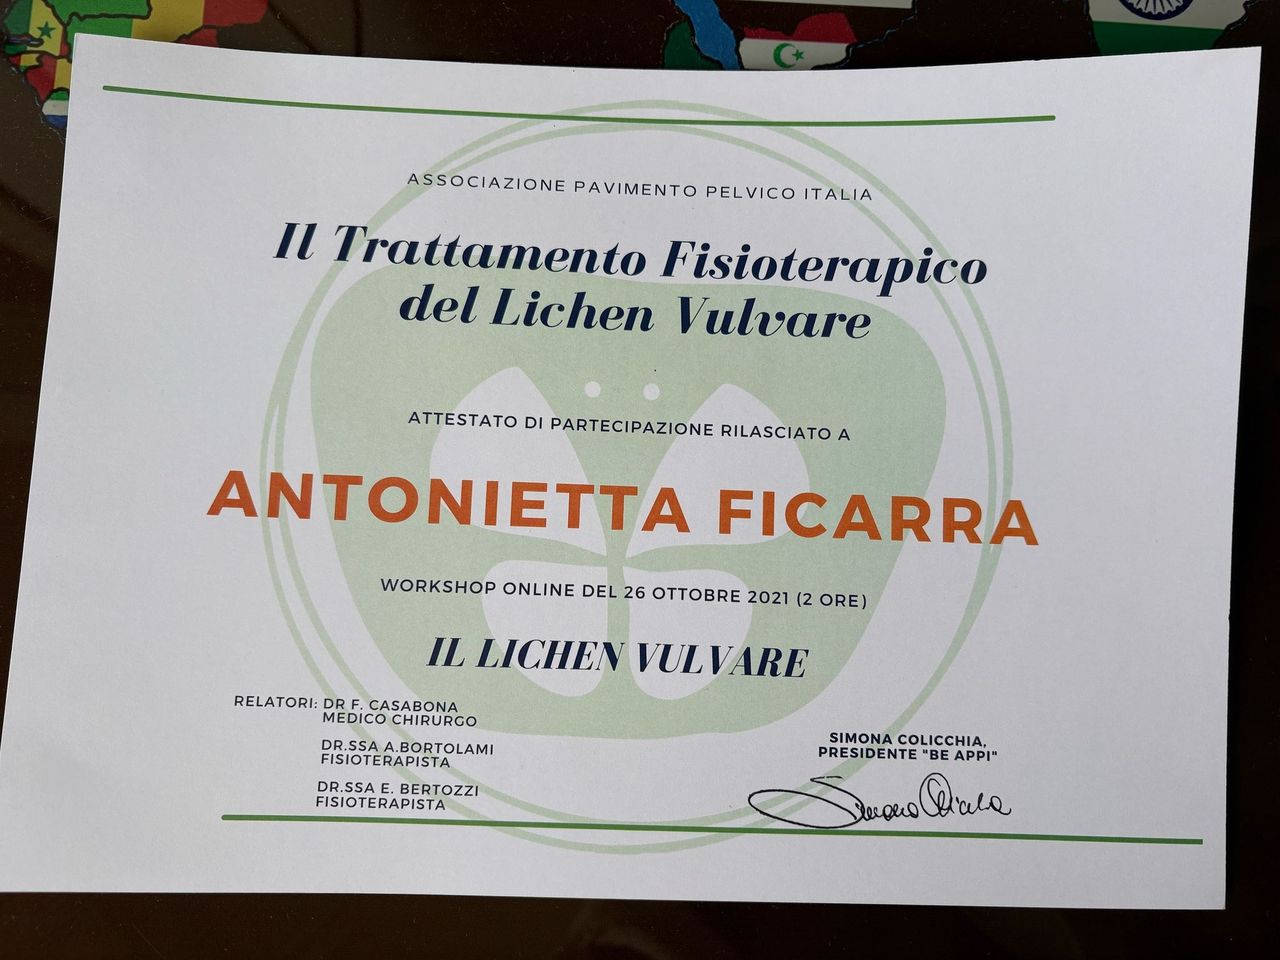 ASSOCIAZIONE PAVIMENTO PELVICO ITALIA
Il Trattamento Fisioterapico
del Lichen Vulvare
ATTESTATO DI PARTECIPAZIONE RILASCIATO A
ANTONIETTA FICARRA
WORKSHOP ONLINE DEL 26 OTTOBRE 2021 (2 ORE)
IL LICHEN VULVARE
RELATORI: DR F. CASABONA
MEDICO CHIRURGO
DR.SSA A.BORTOLAMI
FISIOTERAPISTA
DR.SSA E. BERTOZZI
FISIOTERAPISTA
SIMONA COLICCHIA,
PRESIDENTE "BE APPI"
Simona Colicchia